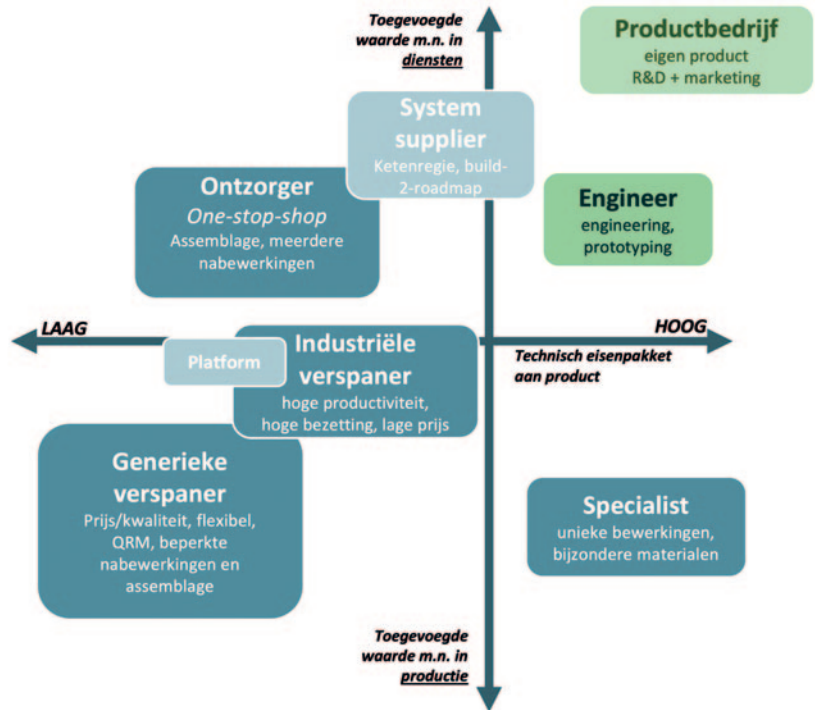 Toegevoegde
waarde m.n. in
diensten
Productbedrijf
eigen product
R&D + marketing
System
supplier
Ketenregie, build-
2-roadmap
Ontzorger
One-stop-shop
Assemblage, meerdere
nabewerkingen
Engineer
engineering,
prototyping
LAAG
HOOG
Technisch eisenpakket
aan product
Platform
Industriële
verspaner
hoge productiviteit,
hoge bezetting, lage prijs
Generieke
verspaner
Prijs/kwaliteit, flexibel,
QRM, beperkte
nabewerkingen en
assemblage
Specialist
unieke bewerkingen,
bijzondere materialen
Toegevoegde
waarde m.n. in
productie